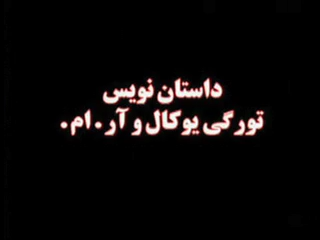 داستان نویس
تورگی یوکال و آر. ام.